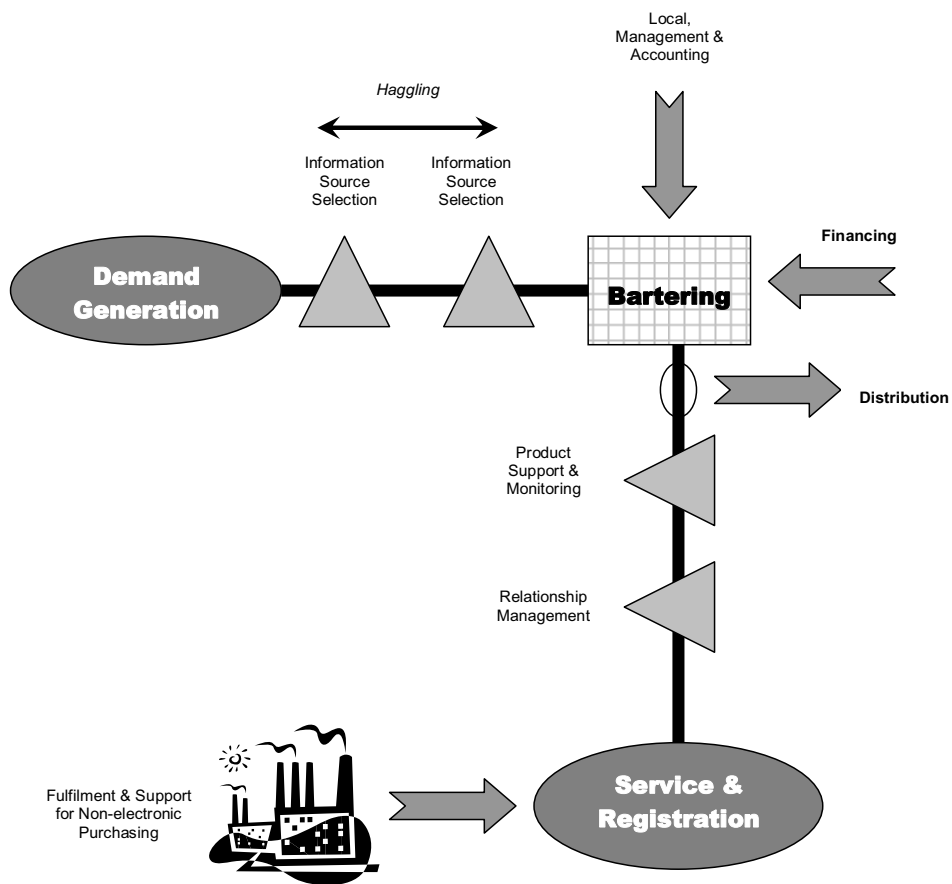 Local,
Management &
Accounting
Haggling
Information
Source
Selection
Information
Source
Selection
Financing
Demand
Generation
Bartering
Distribution
Product
Support &
Monitoring
Relationship
Management
Service &
Registration
Fulfilment & Support
for Non-electronic
Purchasing